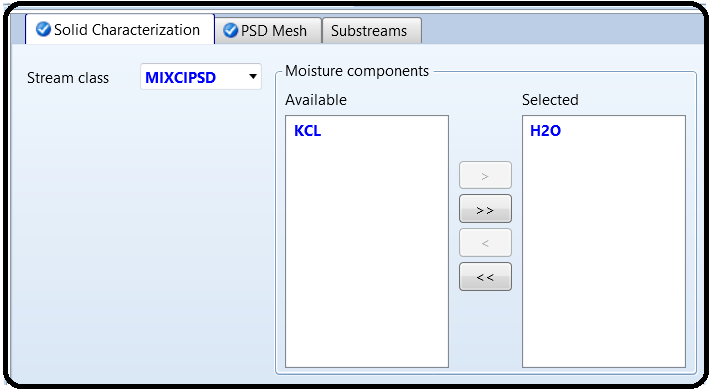 Solid Characterization PSD Mesh Substreams
Stream class MIXCIPSD Moisture components
Available Selected
KCL H2O
>
>>
<
<<